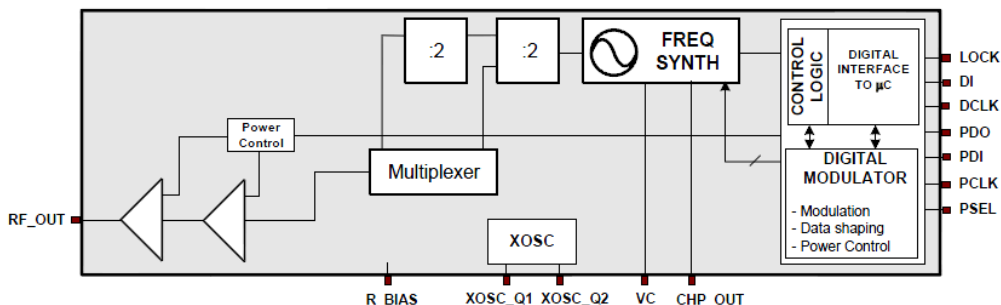 :2
:2
FREQ
SYNTH
CONTROL
LOGIC
DIGITAL
INTERFACE
TO μC
LOCK
DI
DCLK
PDO
PDI
PCLK
PSEL
Power
Control
Multiplexer
DIGITAL
MODULATOR
- Modulation
- Data shaping
- Power Control
RF_OUT
XOSC
R_BIAS
XOSC_Q1
XOSC_Q2
VC
CHP_OUT